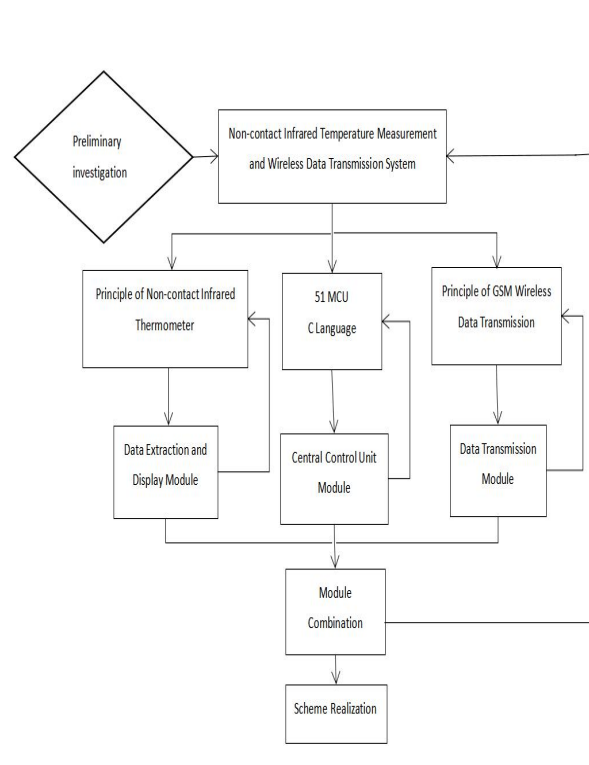 Preliminary
investigation
Non-contact Infrared Temperature Measurement
and Wireless Data Transmission System
Principle of Non-contact Infrared
Thermometer
51 MCU
C Language
Principle of GSM Wireless
Data Transmission
Data Extraction and
Display Module
Central Control Unit
Module
Data Transmission
Module
Module
Combination
Scheme Realization